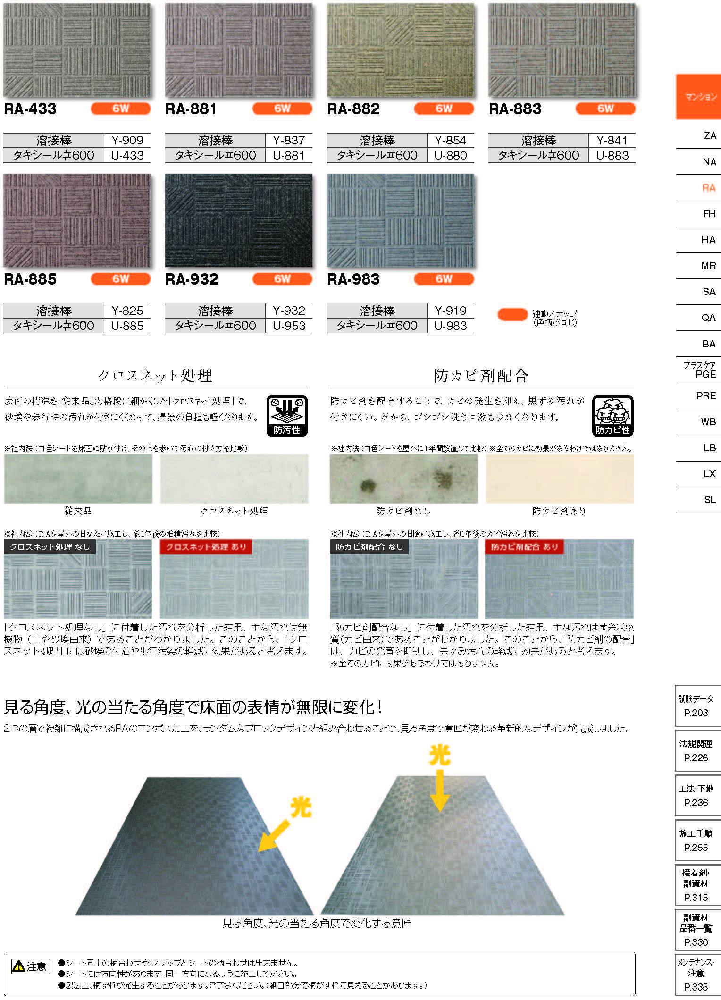 RA-433 6W
RA-881 6W
RA-882 6W
RA-883 6W
溶接棒 Y-909
タキシール#600 U-433
溶接棒 Y-837
タキシール#600 U-881
溶接棒 Y-854
タキシール#600 U-880
溶接棒 Y-841
タキシール#600 U-883
RA-885 6W
RA-932 6W
RA-983 6W
溶接棒 Y-825
タキシール#600 U-885
溶接棒 Y-932
タキシール#600 U-953
溶接棒 Y-919
タキシール#600 U-983
連動ステップ
(色柄が同じ)
クロスネット処理
表面の構造を、従来品より格段に細かくした「クロスネット処理」で、
砂埃や歩行時の汚れが付きにくくなって、掃除の負担も軽くなります。
防汚性
※社内法(白色シートを床面に貼り付け、その上を歩いて汚れの付き方を比較)
従来品
クロスネット処理
※社内法(RAを屋外の日なたに施工し、約1年後の堆積汚れを比較)
クロスネット処理 なし
クロスネット処理 あり
「クロスネット処理なし」に付着した汚れを分析した結果、主な汚れは無
機物(土や砂埃由来)であることがわかりました。このことから、「クロ
スネット処理」には砂埃の付着や歩行汚染の軽減に効果があると考えます。
防カビ剤配合
防カビ剤を配合することで、カビの発生を抑え、黒ずみ汚れが
付きにくい。だから、ゴシゴシ洗う回数も少なくなります。
防カビ性
※社内法(白色シートを屋外に1年間放置して比較)※全てのカビに効果があるわけではありません。
防カビ剤なし
防カビ剤あり
※社内法(RAを屋外の日陰に施工し、約1年後のカビ汚れを比較)
防カビ剤配合 なし
防カビ剤配合 あり
「防カビ剤配合なし」に付着した汚れを分析した結果、主な汚れは菌糸状物
質(カビ由来)であることがわかりました。このことから、「防カビ剤の配合」
は、カビの発育を抑制し、黒ずみ汚れの軽減に効果があると考えます。
※全てのカビに効果があるわけではありません。
見る角度、光の当たる角度で床面の表情が無限に変化!
2つの層で複雑に構成されるRAのエンボス加工を、ランダムなブロックデザインと組み合わせることで、見る角度で意匠が変わる革新的なデザインが完成しました。
光
光
見る角度、光の当たる角度で変化する意匠
注意
●シート同士の柄合わせや、ステップとシートの柄合わせは出来ません。
●シートには方向性があります。同一方向になるように施工してださい。
●製法上、柄ずれが発生することがあります。ご了承ください。(継目部分で柄がずれて見えることがあります。)
マンション
ZA
NA
RA
FH
HA
MR
SA
QA
BA
プラスケア
PGE
PRE
WB
LB
LX
SL
試験データ
P.203
法規関連
P.226
工法・下地
P.236
施工手順
P.255
接着剤・
副資材
P.315
副資材
品番一覧
P.330
メンテナンス・
注意
P.335